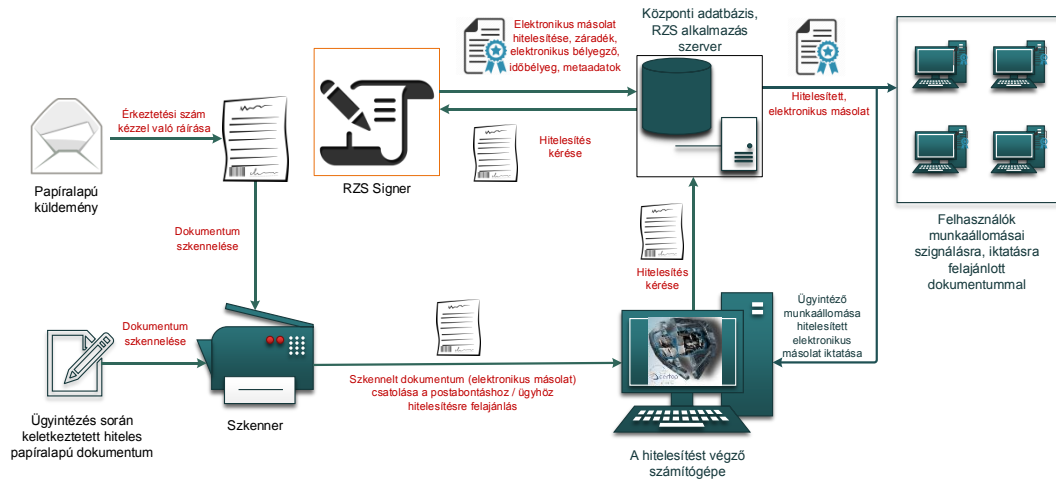 Elektronikus másolat
hitelesítése, záradék,
elektronikus bélyegző,
időbélyeg, metaadatok
Központi adatbázis,
RZS alkalmazás
szerver
Érkeztetési szám
kézzel való ráírása
Hitelesítés
kérése
Hitelesített,
elektronikus másolat
Papíralapú
küldemény
RZS Signer
Felhasználók
munkaállomásai
szignálásra, iktatásra
felajánlott
dokumentummal
Dokumentum
szkennelése
Hitelesítés
kérése
Ügyintéző
munkaállomása
hitelesített
elektronikus
másolat iktatása
Dokumentum
szkennelése
Szkennelt dokumentum (elektronikus másolat)
csatolása a postabontáshoz / ügyhöz
hitelesítésre felajánlás
Szkenner
Ügyintézés során
keletkeztetett hiteles
papíralapú dokumentum
A hitelesítést végző
számítógépe